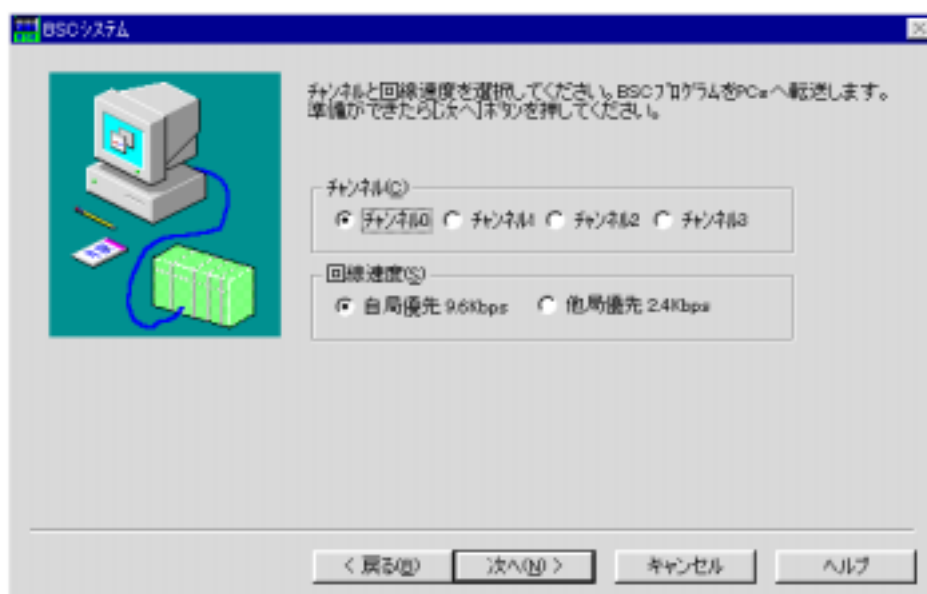 BSCシステム
ﾁｬﾝﾈﾙと回線速度を選択してください。BSCﾌﾟﾛｸﾞﾗﾑをPCsへ転送します。
準備ができたら[次へ]ﾎﾞﾀﾝを押してください。
ﾁｬﾝﾈﾙ(C)
ﾁｬﾝﾈﾙ0 ﾁｬﾝﾈﾙ1 ﾁｬﾝﾈﾙ2 ﾁｬﾝﾈﾙ3
回線速度(S)
自局優先 9.6Kbps 他局優先 2.4Kbps
< 戻る(B) 次へ(N) > キャンセル ヘルプ